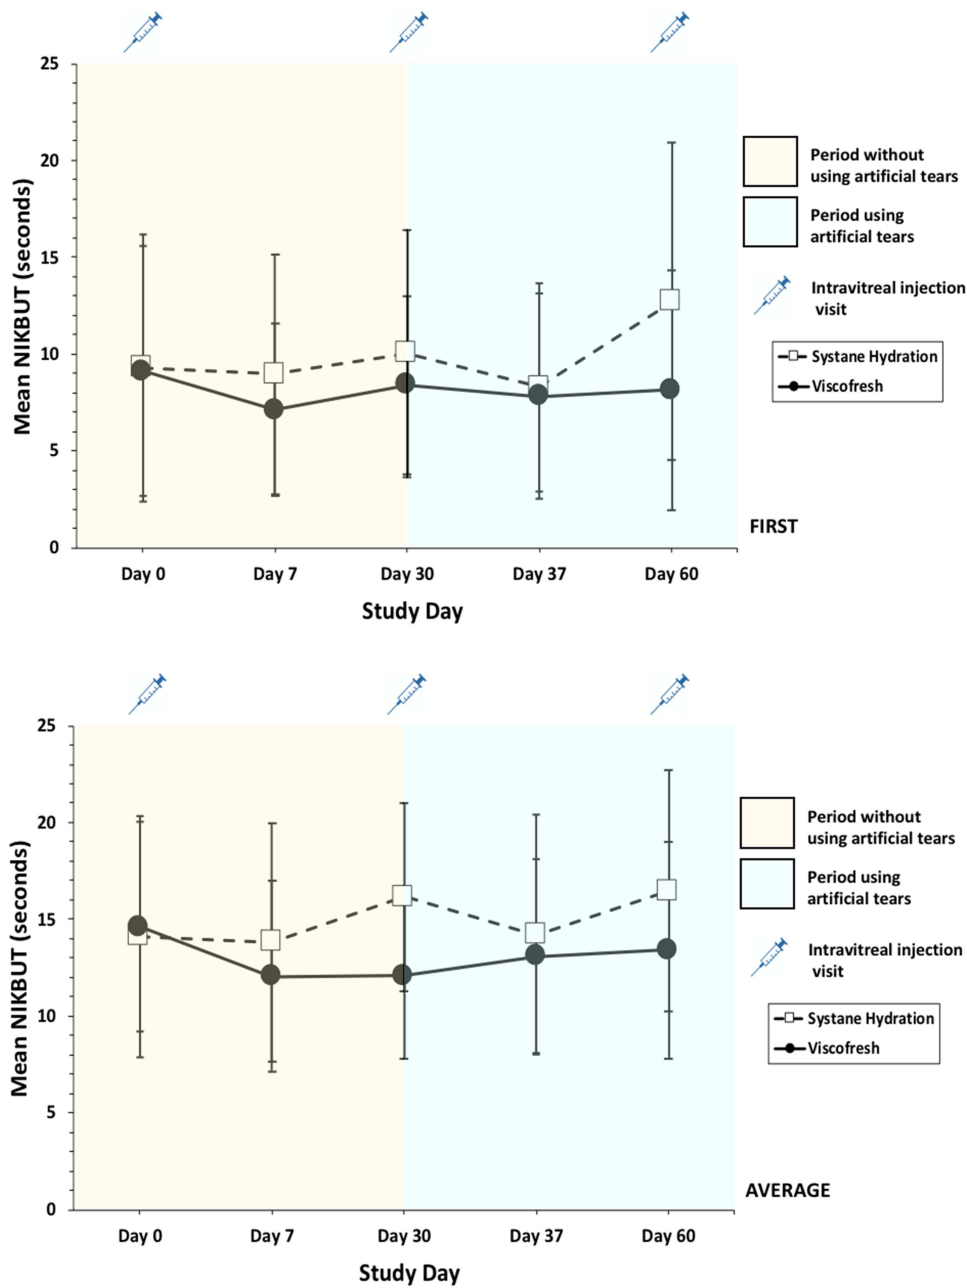 25
20
15
10
5
0
Mean NIKBUT (seconds)
Day 0 Day 7 Day 30 Day 37 Day 60
Study Day
Period without
using artificial tears
Period using
artificial tears
Intravitreal injection
visit
Systane Hydration
Viscofresh
FIRST
25
20
15
10
5
0
Mean NIKBUT (seconds)
Day 0 Day 7 Day 30 Day 37 Day 60
Study Day
Period without
using artificial tears
Period using
artificial tears
Intravitreal injection
visit
Systane Hydration
Viscofresh
AVERAGE